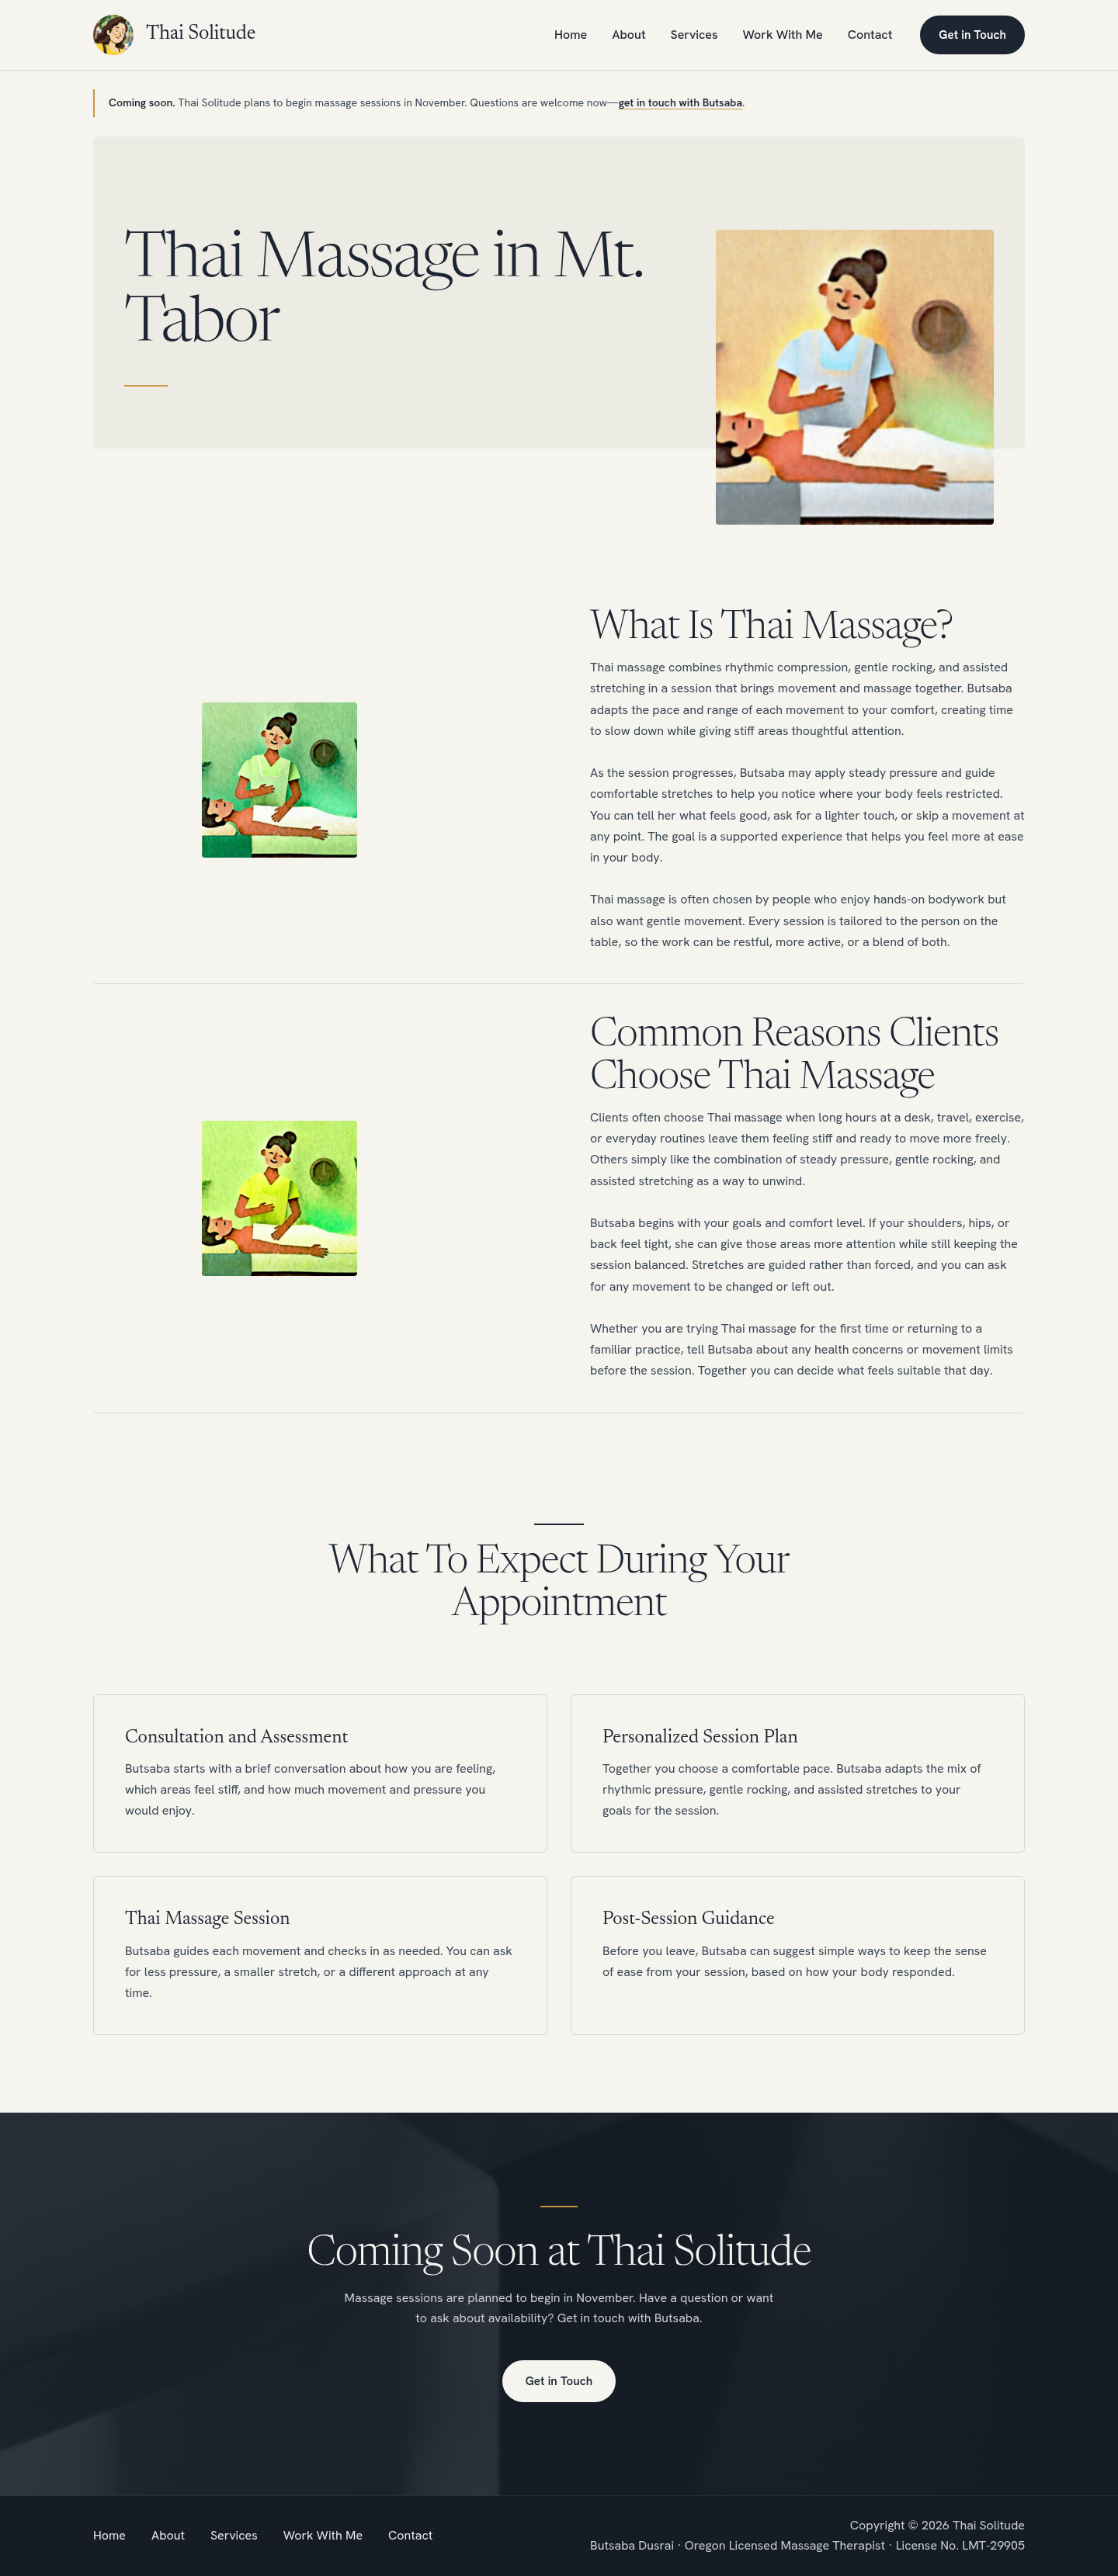 Thai Solitude
Home About Services Work With Me Contact Get in Touch
Coming soon. Thai Solitude plans to begin massage sessions in November. Questions are welcome now—get in touch with Butsaba.
Thai Massage in Mt.
Tabor
What Is Thai Massage?
Thai massage combines rhythmic compression, gentle rocking, and assisted
stretching in a session that brings movement and massage together. Butsaba
adapts the pace and range of each movement to your comfort, creating time
to slow down while giving stiff areas thoughtful attention.
As the session progresses, Butsaba may apply steady pressure and guide
comfortable stretches to help you notice where your body feels restricted.
You can tell her what feels good, ask for a lighter touch, or skip a movement at
any point. The goal is a supported experience that helps you feel more at ease
in your body.
Thai massage is often chosen by people who enjoy hands-on bodywork but
also want gentle movement. Every session is tailored to the person on the
table, so the work can be restful, more active, or a blend of both.
Common Reasons Clients
Choose Thai Massage
Clients often choose Thai massage when long hours at a desk, travel, exercise,
or everyday routines leave them feeling stiff and ready to move more freely.
Others simply like the combination of steady pressure, gentle rocking, and
assisted stretching as a way to unwind.
Butsaba begins with your goals and comfort level. If your shoulders, hips, or
back feel tight, she can give those areas more attention while still keeping the
session balanced. Stretches are guided rather than forced, and you can ask
for any movement to be changed or left out.
Whether you are trying Thai massage for the first time or returning to a
familiar practice, tell Butsaba about any health concerns or movement limits
before the session. Together you can decide what feels suitable that day.
What To Expect During Your
Appointment
Consultation and Assessment
Butsaba starts with a brief conversation about how you are feeling,
which areas feel stiff, and how much movement and pressure you
would enjoy.
Personalized Session Plan
Together you choose a comfortable pace. Butsaba adapts the mix of
rhythmic pressure, gentle rocking, and assisted stretches to your
goals for the session.
Thai Massage Session
Butsaba guides each movement and checks in as needed. You can ask
for less pressure, a smaller stretch, or a different approach at any
time.
Post-Session Guidance
Before you leave, Butsaba can suggest simple ways to keep the sense
of ease from your session, based on how your body responded.
Coming Soon at Thai Solitude
Massage sessions are planned to begin in November. Have a question or want
to ask about availability? Get in touch with Butsaba.
Get in Touch
Home About Services Work With Me Contact
Copyright © 2026 Thai Solitude
Butsaba Dusrai · Oregon Licensed Massage Therapist · License No. LMT-29905